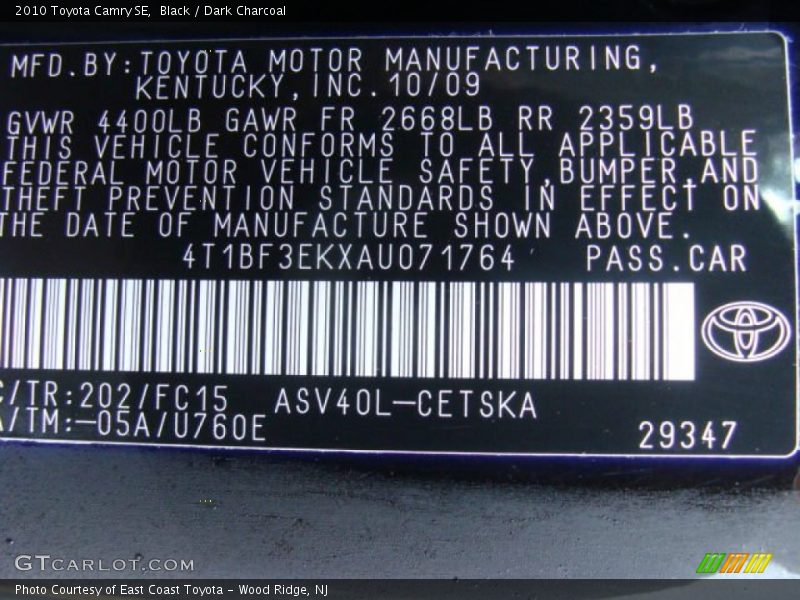 2010 Toyota Camry SE, Black / Dark Charcoal
MFD.BY:TOYOTA MOTOR MANUFACTURING,
KENTUCKY,INC.10/09
GVWR 4400LB GAWR FR 2668LB RR 2359LB
THIS VEHICLE CONFORMS TO ALL APPLICABLE
FEDERAL MOTOR VEHICLE SAFETY,BUMPER,AND
THEFT PREVENTION STANDARDS IN EFFECT ON
THE DATE OF MANUFACTURE SHOWN ABOVE.
4T1BF3EKXAU071764 PASS.CAR
C/TR:202/FC15 ASV40L-CETSKA
A/TM:-05A/U760E
29347
GTCARLOT.COM
Photo Courtesy of East Coast Toyota - Wood Ridge, NJ